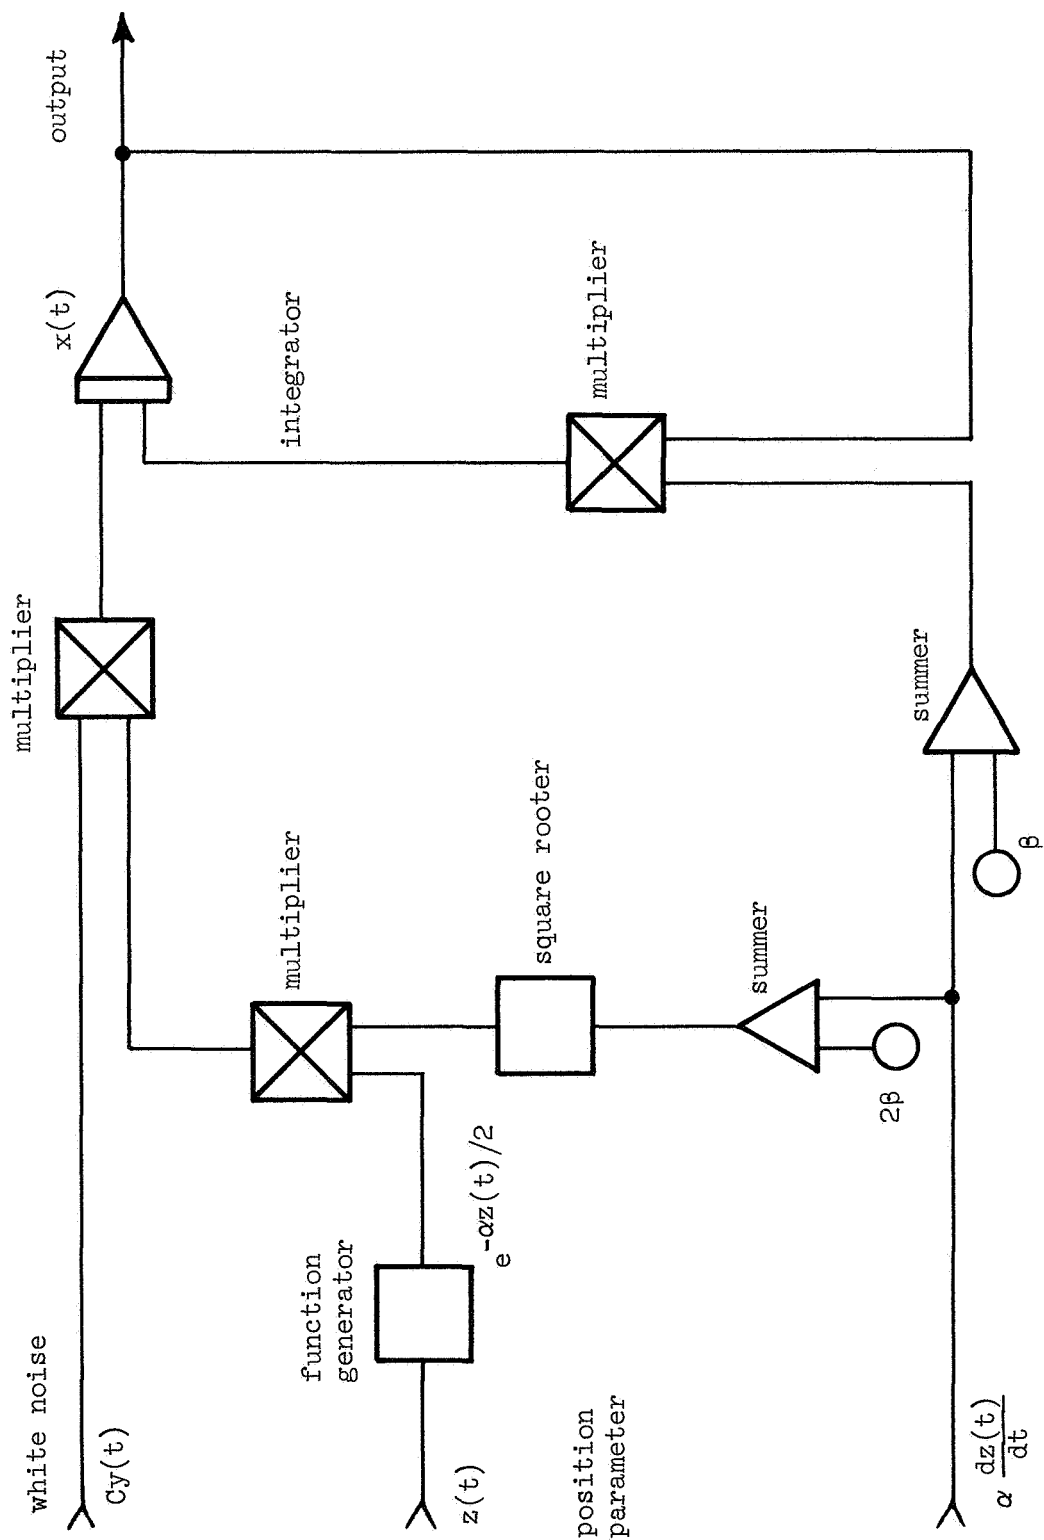 white noise
Cy(t)
multiplier
x(t)
output
function
generator
e^-αz(t)/2
z(t)
multiplier
integrator
position
parameter
square rooter
multiplier
summer
2β
summer
β
α dz(t)/dt